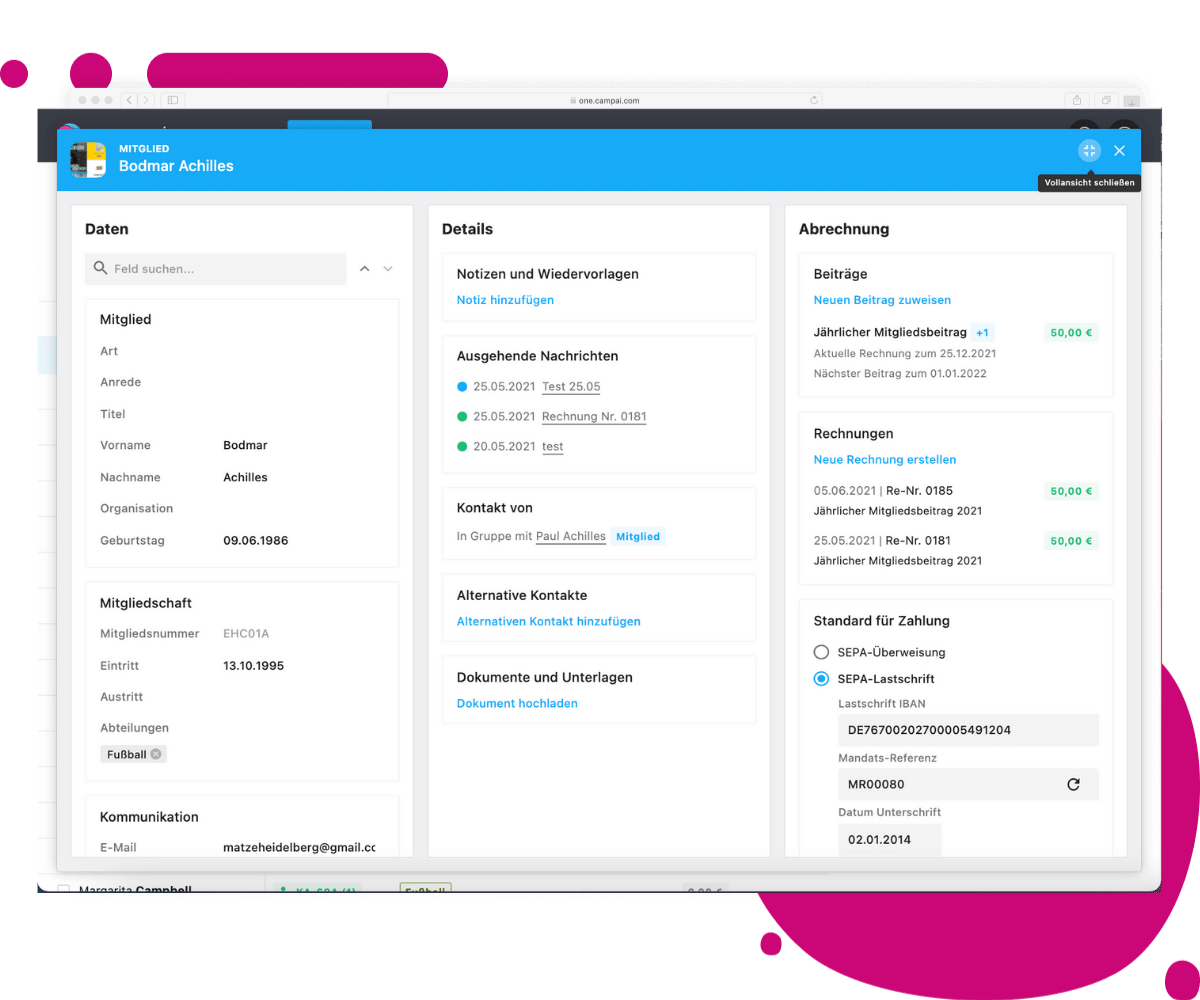 one.campai.com
MITGLIED
Bodmar Achilles
Vollansicht schließen
Daten
Feld suchen...
Mitglied
Art
Anrede
Titel
Vorname Bodmar
Nachname Achilles
Organisation
Geburtstag 09.06.1986
Mitgliedschaft
Mitgliedsnummer EHC01A
Eintritt 13.10.1995
Austritt
Abteilungen
Fußball
Kommunikation
E-Mail matzeheidelberg@gmail.cc
Details
Notizen und Wiedervorlagen
Notiz hinzufügen
Ausgehende Nachrichten
25.05.2021 Test 25.05
25.05.2021 Rechnung Nr. 0181
20.05.2021 test
Kontakt von
In Gruppe mit Paul Achilles Mitglied
Alternative Kontakte
Alternativen Kontakt hinzufügen
Dokumente und Unterlagen
Dokument hochladen
Abrechnung
Beiträge
Neuen Beitrag zuweisen
Jährlicher Mitgliedsbeitrag +1 50,00 €
Aktuelle Rechnung zum 25.12.2021
Nächster Beitrag zum 01.01.2022
Rechnungen
Neue Rechnung erstellen
05.06.2021 | Re-Nr. 0185 50,00 €
Jährlicher Mitgliedsbeitrag 2021
25.05.2021 | Re-Nr. 0181 50,00 €
Jährlicher Mitgliedsbeitrag 2021
Standard für Zahlung
SEPA-Überweisung
SEPA-Lastschrift
Lastschrift IBAN
DE76700202700005491204
Mandats-Referenz
MR00080
Datum Unterschrift
02.01.2014
Margarita Campbell Fußball